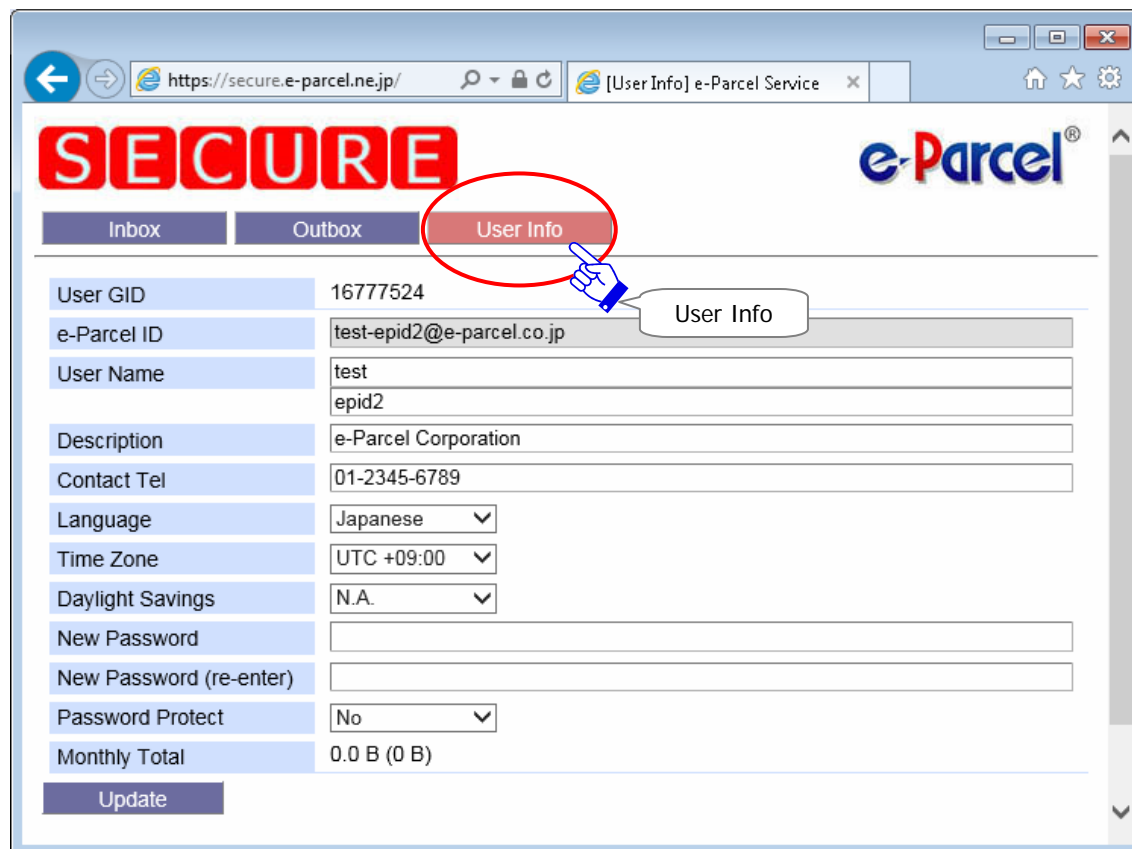 https://secure.e-parcel.ne.jp/ [User Info] e-Parcel Service
SECURE e-Parcel®
Inbox Outbox User Info
User Info
User GID 16777524
e-Parcel ID test-epid2@e-parcel.co.jp
User Name test
epid2
Description e-Parcel Corporation
Contact Tel 01-2345-6789
Language Japanese
Time Zone UTC +09:00
Daylight Savings N.A.
New Password
New Password (re-enter)
Password Protect No
Monthly Total 0.0 B (0 B)
Update